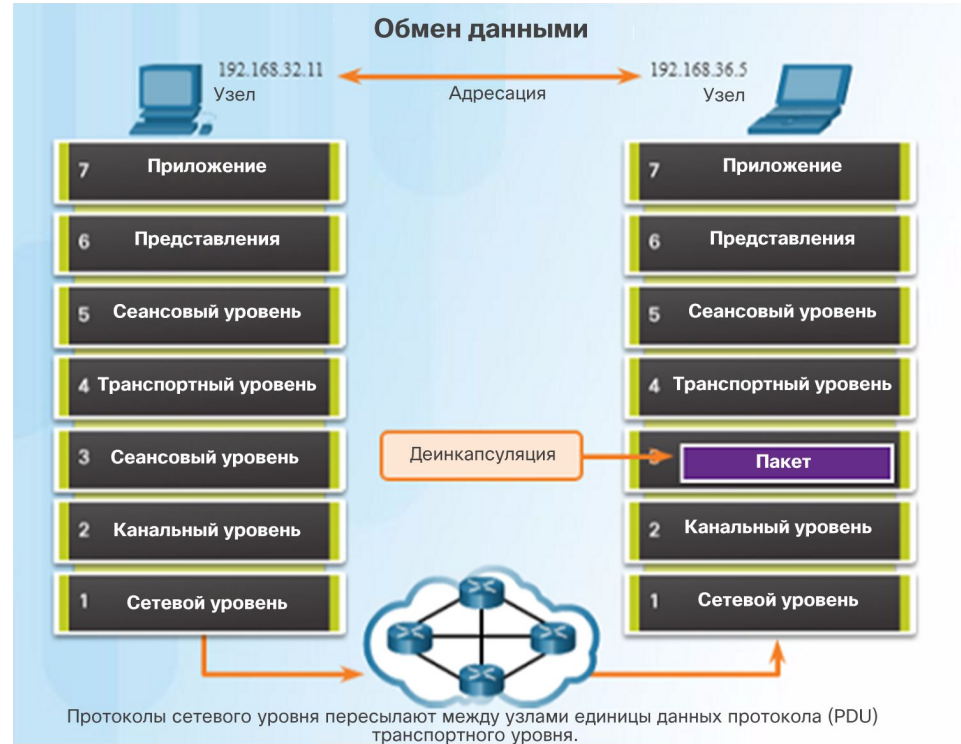 Обмен данными
192.168.32.11
Узел
Адресация
192.168.36.5
Узел
7 Приложение
6 Представления
5 Сеансовый уровень
4 Транспортный уровень
3 Сеансовый уровень
2 Канальный уровень
1 Сетевой уровень
Деинкапсуляция
7 Приложение
6 Представления
5 Сеансовый уровень
4 Транспортный уровень
3 Пакет
2 Канальный уровень
1 Сетевой уровень
Протоколы сетевого уровня пересылают между узлами единицы данных протокола (PDU)
транспортного уровня.